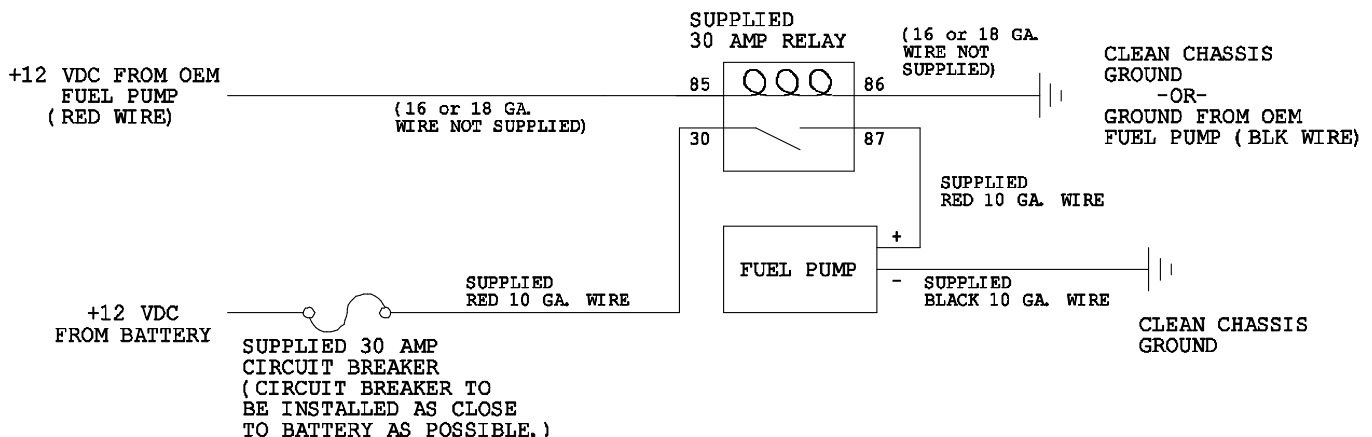 SUPPLIED
30 AMP RELAY
(16 or 18 GA.
WIRE NOT
SUPPLIED)
CLEAN CHASSIS
GROUND
-OR-
GROUND FROM OEM
FUEL PUMP (BLK WIRE)
+12 VDC FROM OEM
FUEL PUMP
(RED WIRE)
85
86
(16 or 18 GA.
WIRE NOT SUPPLIED)
30
87
SUPPLIED
RED 10 GA. WIRE
+
FUEL PUMP
-
SUPPLIED
BLACK 10 GA. WIRE
SUPPLIED
RED 10 GA. WIRE
+12 VDC
FROM BATTERY
CLEAN CHASSIS
GROUND
SUPPLIED 30 AMP
CIRCUIT BREAKER
(CIRCUIT BREAKER TO
BE INSTALLED AS CLOSE
TO BATTERY AS POSSIBLE.)